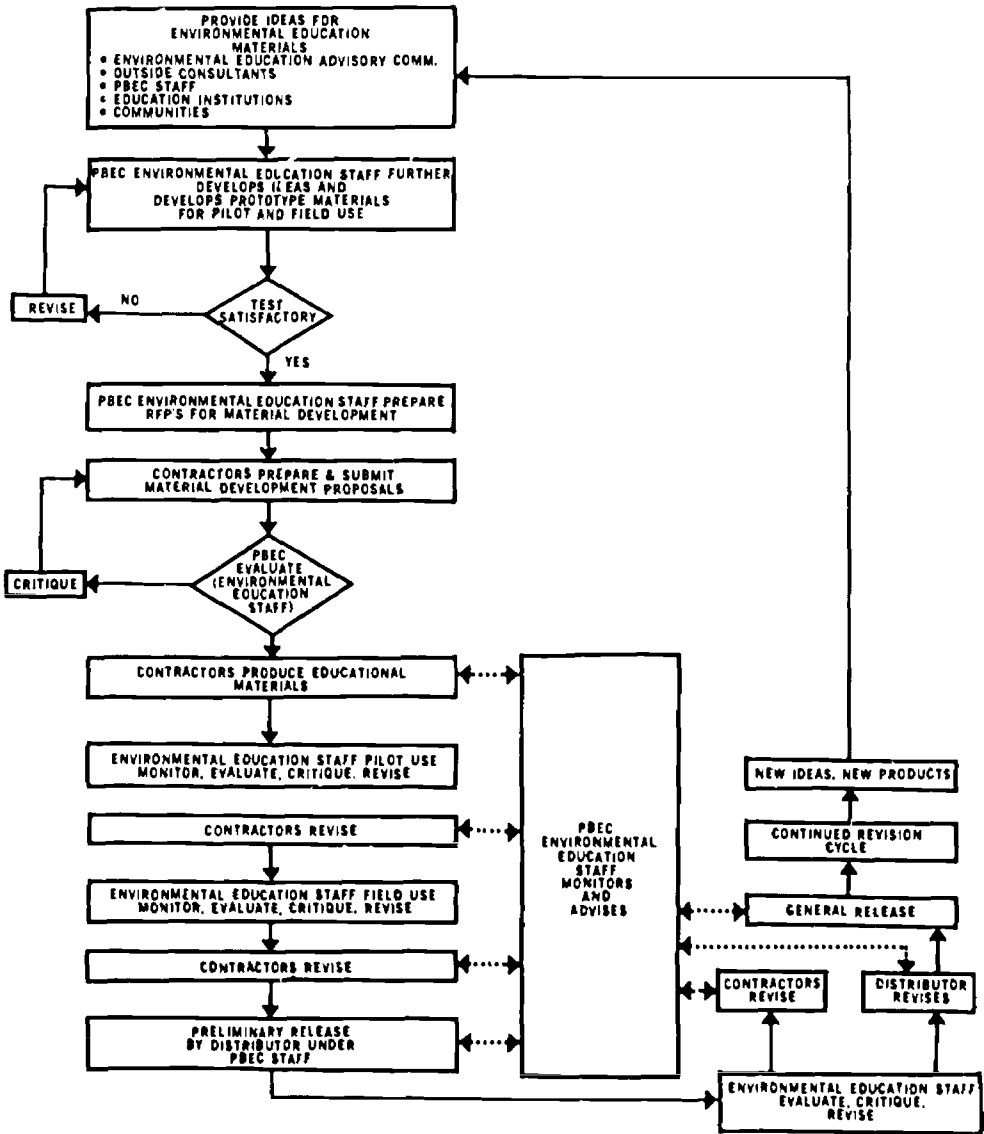 PROVIDE IDEAS FOR
ENVIRONMENTAL EDUCATION
MATERIALS
• ENVIRONMENTAL EDUCATION ADVISORY COMM.
• OUTSIDE CONSULTANTS
• PBEC STAFF
• EDUCATION INSTITUTIONS
• COMMUNITIES
PBEC ENVIRONMENTAL EDUCATION STAFF FURTHER
DEVELOPS IDEAS AND
DEVELOPS PROTOTYPE MATERIALS
FOR PILOT AND FIELD USE
REVISE
NO
TEST
SATISFACTORY
YES
PBEC ENVIRONMENTAL EDUCATION STAFF PREPARE
RFP'S FOR MATERIAL DEVELOPMENT
CONTRACTORS PREPARE & SUBMIT
MATERIAL DEVELOPMENT PROPOSALS
CRITIQUE
PBEC
EVALUATE
(ENVIRONMENTAL
EDUCATION
STAFF)
CONTRACTORS PRODUCE EDUCATIONAL
MATERIALS
ENVIRONMENTAL EDUCATION STAFF PILOT USE
MONITOR, EVALUATE, CRITIQUE, REVISE
CONTRACTORS REVISE
ENVIRONMENTAL EDUCATION STAFF FIELD USE
MONITOR, EVALUATE, CRITIQUE, REVISE
CONTRACTORS REVISE
PRELIMINARY RELEASE
BY DISTRIBUTOR UNDER
PBEC STAFF
PBEC
ENVIRONMENTAL
EDUCATION
STAFF
MONITORS
AND
ADVISES
NEW IDEAS, NEW PRODUCTS
CONTINUED REVISION
CYCLE
GENERAL RELEASE
CONTRACTORS
REVISE
DISTRIBUTOR
REVISES
ENVIRONMENTAL EDUCATION STAFF
EVALUATE, CRITIQUE,
REVISE